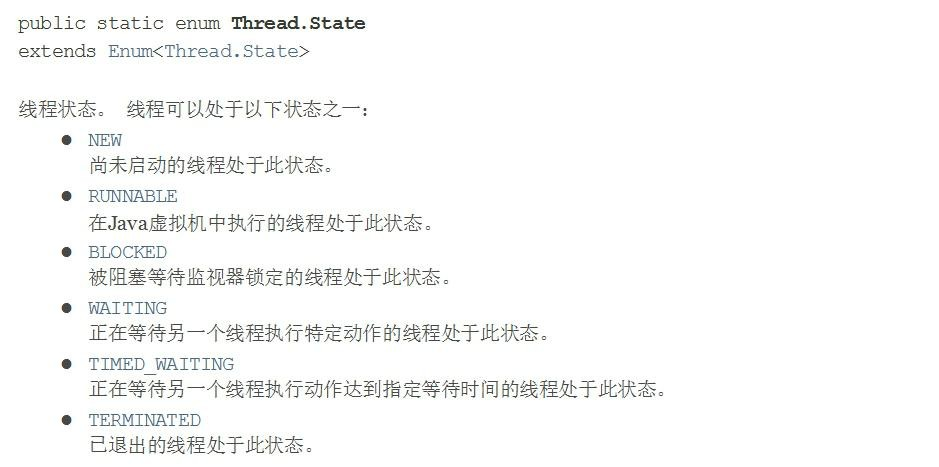 public static enum Thread.State
extends Enum<Thread.State>
线程状态。 线程可以处于以下状态之一:
● NEW
尚未启动的线程处于此状态。
● RUNNABLE
在Java虚拟机中执行的线程处于此状态。
● BLOCKED
被阻塞等待监视器锁定的线程处于此状态。
● WAITING
正在等待另一个线程执行特定动作的线程处于此状态。
● TIMED_WAITING
正在等待另一个线程执行动作达到指定等待时间的线程处于此状态。
● TERMINATED
已退出的线程处于此状态。